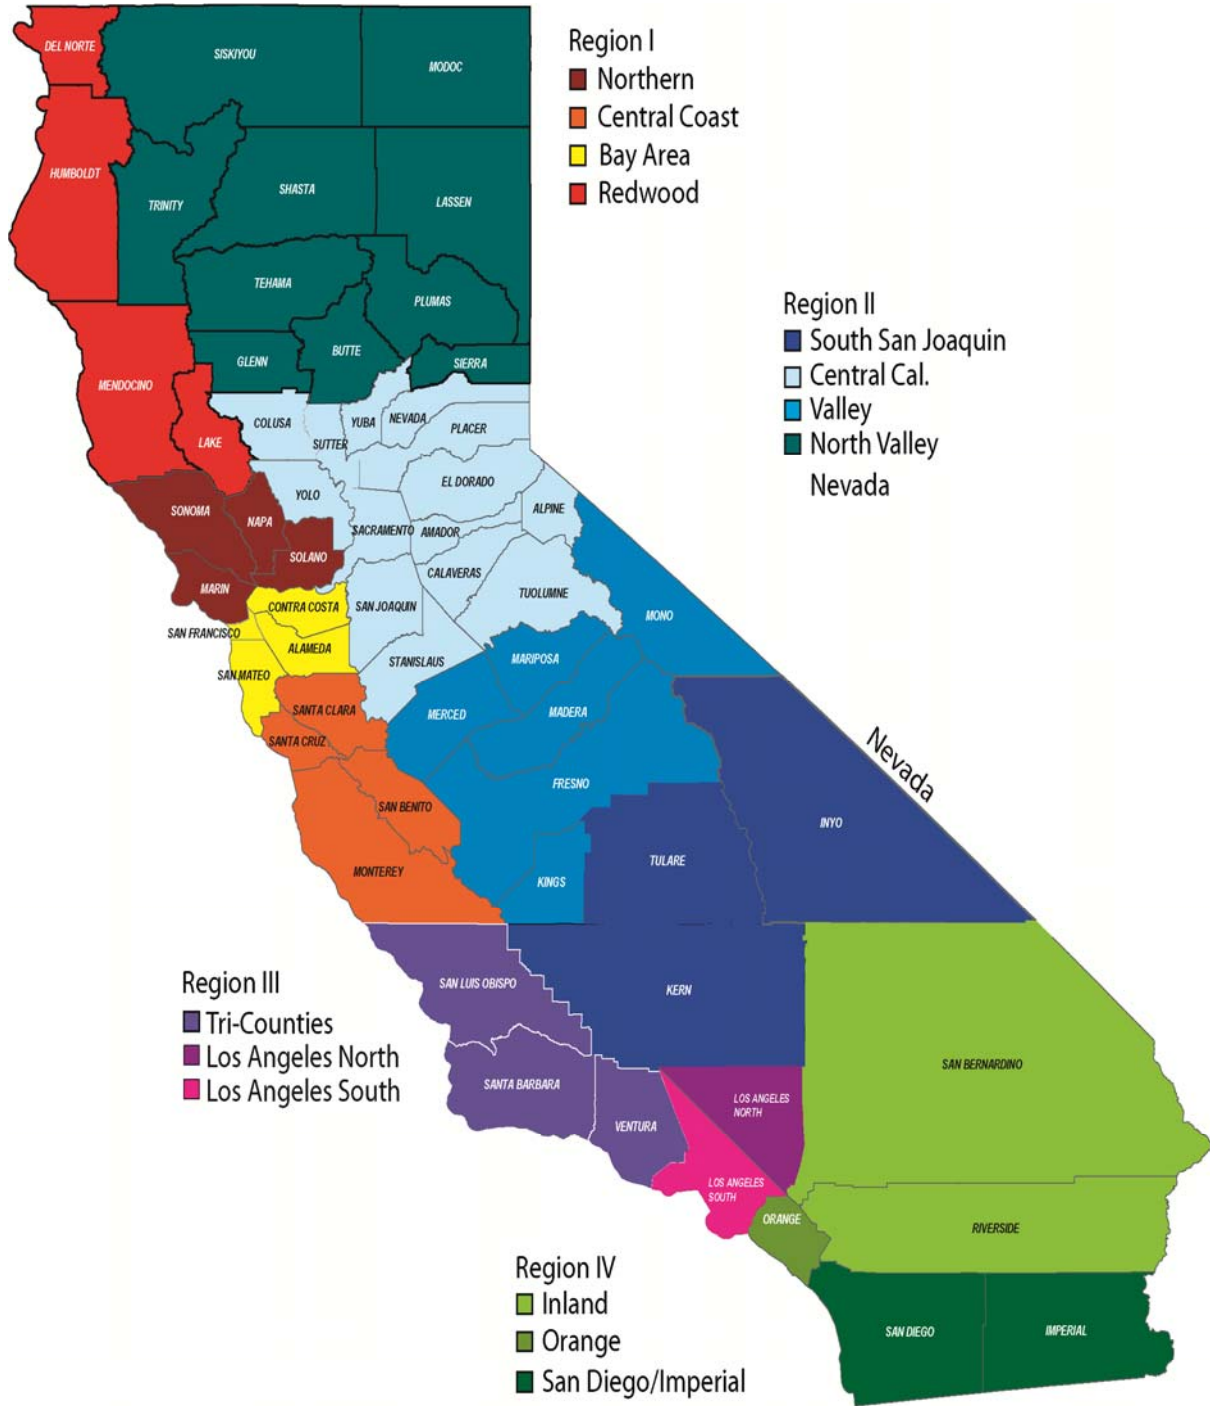 DEL NORTE
SISKIYOU
MODOC
HUMBOLDT
TRINITY
SHASTA
LASSEN
TEHAMA
PLUMAS
GLENN
BUTTE
SIERRA
MENDOCINO
LAKE
COLUSA
SUTTER
YUBA
NEVADA
PLACER
EL DORADO
YOLO
SONOMA
NAPA
SACRAMENTO
AMADOR
ALPINE
SOLANO
MARIN
CALAVERAS
TUOLUMNE
CONTRA COSTA
SAN JOAQUIN
MONO
SAN FRANCISCO
ALAMEDA
STANISLAUS
MARIPOSA
SAN MATEO
SANTA CLARA
MERCED
MADERA
SANTA CRUZ
FRESNO
SAN BENITO
INYO
TULARE
MONTEREY
KINGS
SAN LUIS OBISPO
KERN
SAN BERNARDINO
SANTA BARBARA
VENTURA
LOS ANGELES
NORTH
LOS ANGELES
SOUTH
ORANGE
RIVERSIDE
SAN DIEGO
IMPERIAL
Nevada
Region I
Northern
Central Coast
Bay Area
Redwood
Region II
South San Joaquin
Central Cal.
Valley
North Valley
Nevada
Region III
Tri-Counties
Los Angeles North
Los Angeles South
Region IV
Inland
Orange
San Diego/Imperial